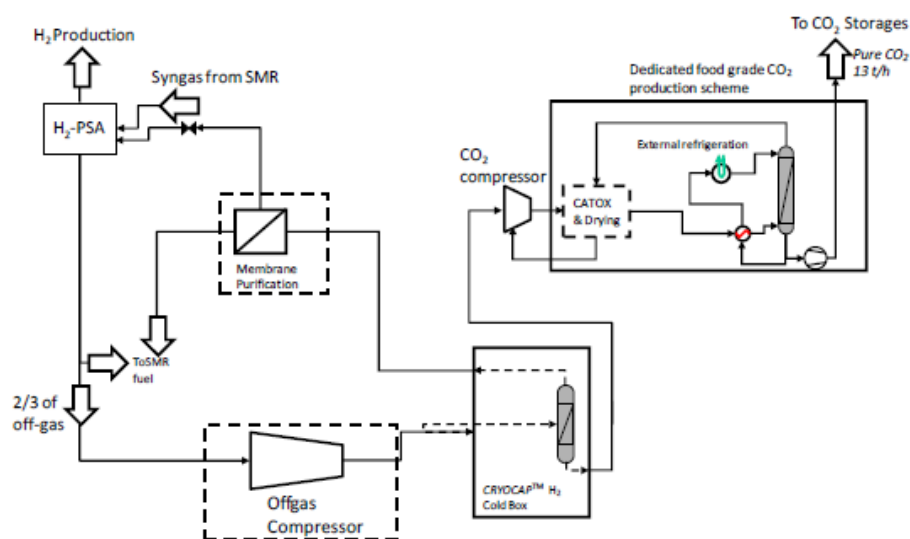 H₂ Production
Syngas from SMR
H₂-PSA
Membrane
Purification
ToSMR
fuel
2/3 of
off-gas
Offgas
Compressor
CRYOCAP™ H₂
Cold Box
CO₂
compressor
CATOX
& Drying
External refrigeration
Dedicated food grade CO₂
production scheme
To CO₂ Storages
Pure CO₂
13 t/h